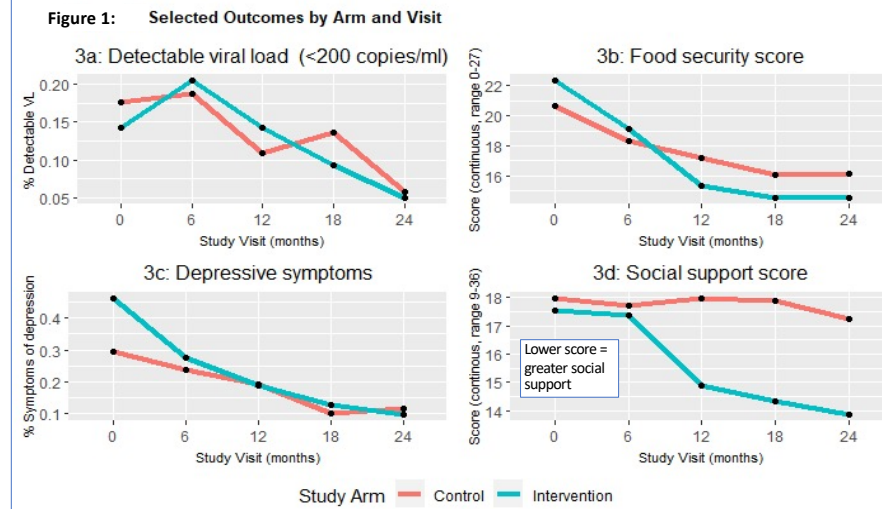 Figure 1: Selected Outcomes by Arm and Visit
3a: Detectable viral load (<200 copies/ml)
% Detectable VL
0.20
0.15
0.10
0.05
0 6 12 18 24
Study Visit (months)
3b: Food security score
Score (continuous ,range 0-27)
22
20
18
16
0 6 12 18 24
Study Visit (months)
3c: Depressive symptoms
% Symptoms of depression
0.4
0.3
0.2
0.1
0 6 12 18 24
Study Visit (months)
3d: Social support score
Score (continous, range 9-36)
18
17
16
15
14
Lower score =
greater social
support
0 6 12 18 24
Study Visit (months)
Study Arm Control Intervention